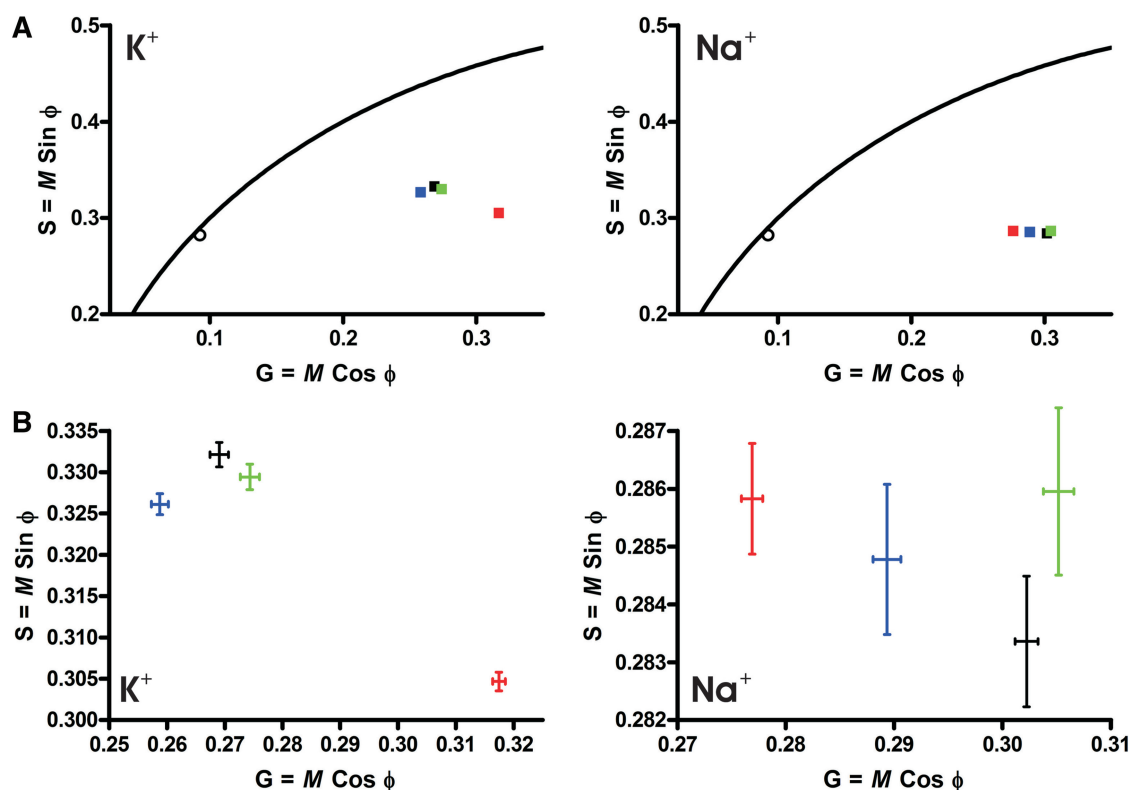 A
K+
Na+
S = M Sin ϕ
0.5
0.4
0.3
0.2
0.1
0.2
0.3
G = M Cos ϕ
S = M Sin ϕ
0.5
0.4
0.3
0.2
0.1
0.2
0.3
G = M Cos ϕ
B
S = M Sin ϕ
0.335
0.330
0.325
0.320
0.315
0.310
0.305
0.300
K+
0.25
0.26
0.27
0.28
0.29
0.30
0.31
0.32
G = M Cos ϕ
S = M Sin ϕ
0.287
0.286
0.285
0.284
0.283
0.282
Na+
0.27
0.28
0.29
0.30
0.31
G = M Cos ϕ